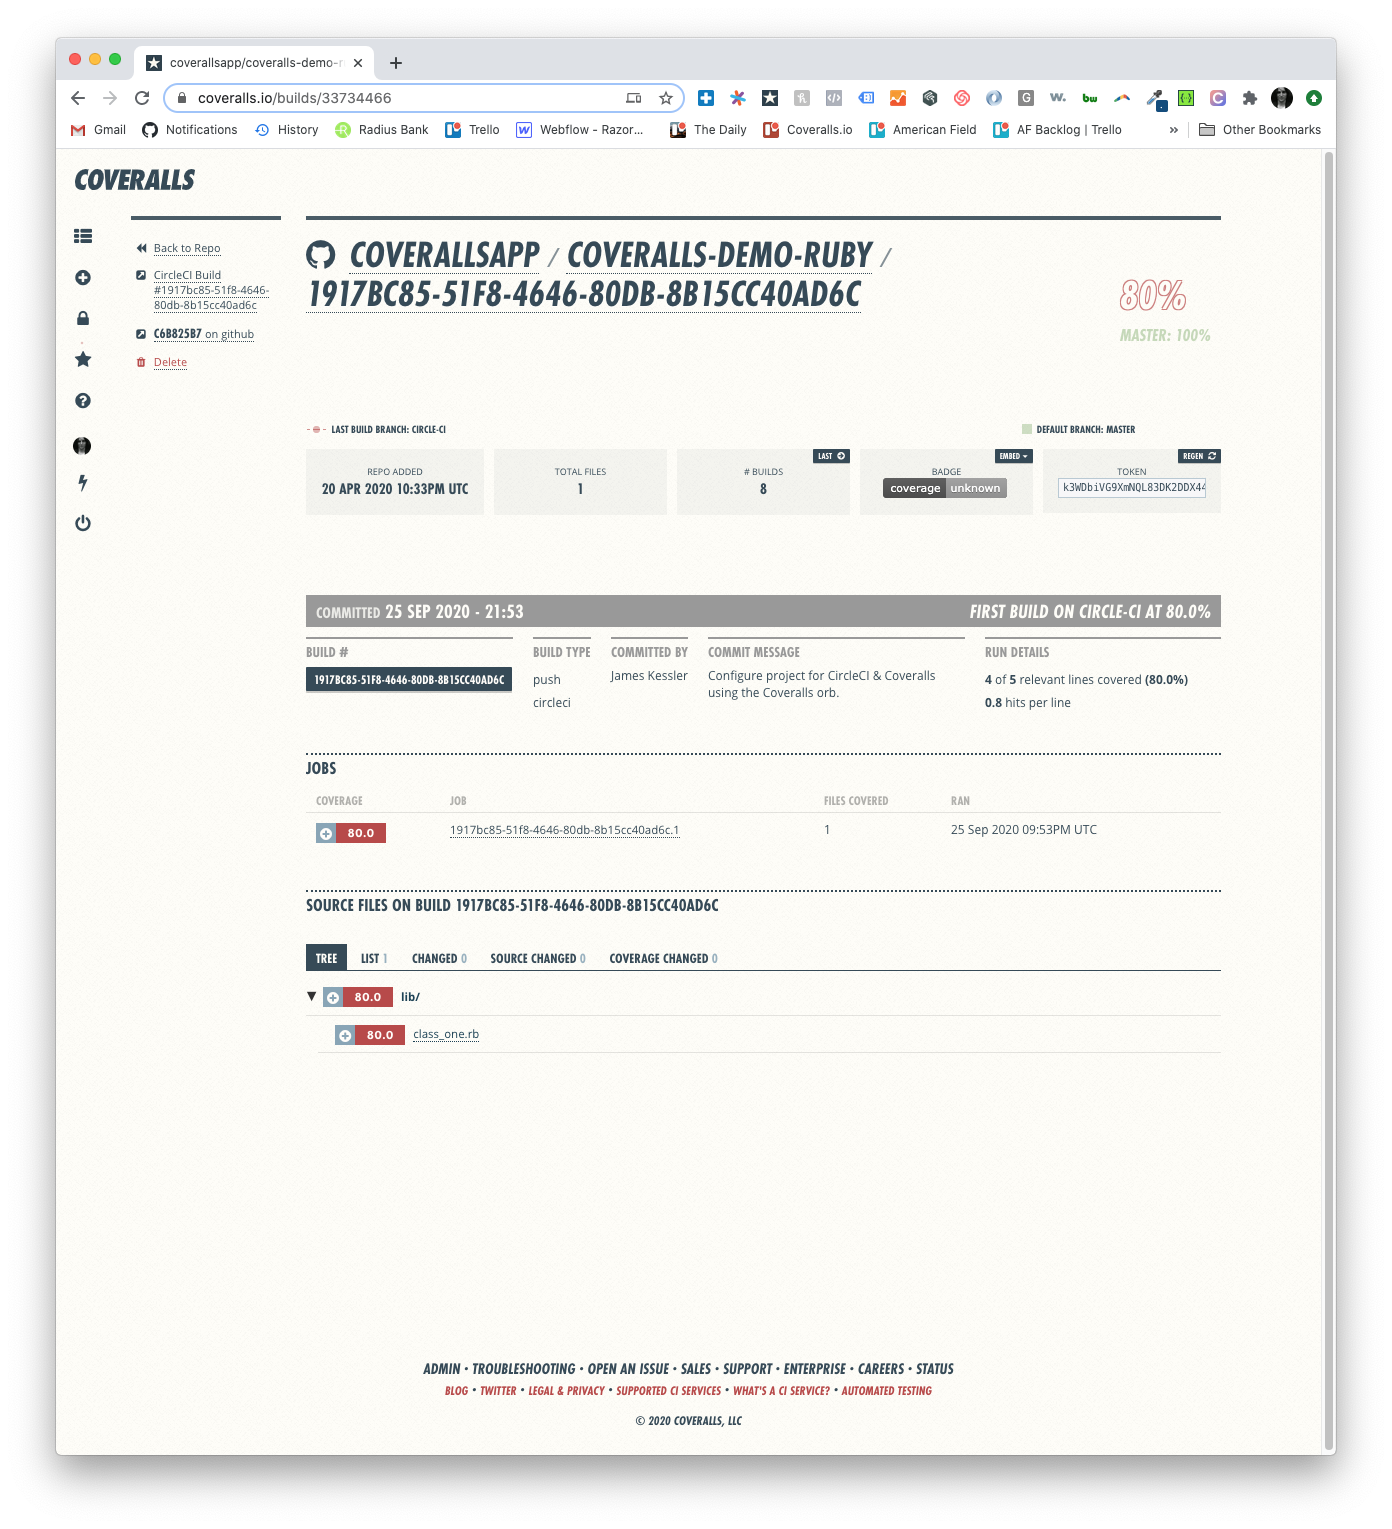 coverallsapp/coveralls-demo-r
coveralls.io/builds/33734466
Gmail Notifications History Radius Bank Trello Webflow - Razor... The Daily Coveralls.io American Field AF Backlog | Trello » Other Bookmarks
COVERALLS
Back to Repo
CircleCI Build
#1917bc85-51f8-4646-
80db-8b15cc40ad6c
C6B825B7 on github
Delete
COVERALLSAPP / COVERALLS-DEMO-RUBY /
1917BC85-51F8-4646-80DB-8B15CC40AD6C
80%
MASTER: 100%
LAST BUILD BRANCH: CIRCLE-CI
DEFAULT BRANCH: MASTER
REPO ADDED
20 APR 2020 10:33PM UTC
TOTAL FILES
1
LAST
# BUILDS
8
EMBED
BADGE
coverage unknown
REGEN
TOKEN
k3WDbiVG9XmNQL83DK2DDX44
COMMITTED 25 SEP 2020 - 21:53
FIRST BUILD ON CIRCLE-CI AT 80.0%
BUILD #
1917BC85-51F8-4646-80DB-8B15CC40AD6C
BUILD TYPE
push
circleci
COMMITTED BY
James Kessler
COMMIT MESSAGE
Configure project for CircleCI & Coveralls
using the Coveralls orb.
RUN DETAILS
4 of 5 relevant lines covered (80.0%)
0.8 hits per line
JOBS
COVERAGE JOB FILES COVERED RAN
80.0 1917bc85-51f8-4646-80db-8b15cc40ad6c.1 1 25 Sep 2020 09:53PM UTC
SOURCE FILES ON BUILD 1917BC85-51F8-4646-80DB-8B15CC40AD6C
TREE LIST 1 CHANGED 0 SOURCE CHANGED 0 COVERAGE CHANGED 0
80.0 lib/
80.0 class_one.rb
ADMIN • TROUBLESHOOTING • OPEN AN ISSUE • SALES • SUPPORT • ENTERPRISE • CAREERS • STATUS
BLOG • TWITTER • LEGAL & PRIVACY • SUPPORTED CI SERVICES • WHAT'S A CI SERVICE? • AUTOMATED TESTING
© 2020 COVERALLS, LLC